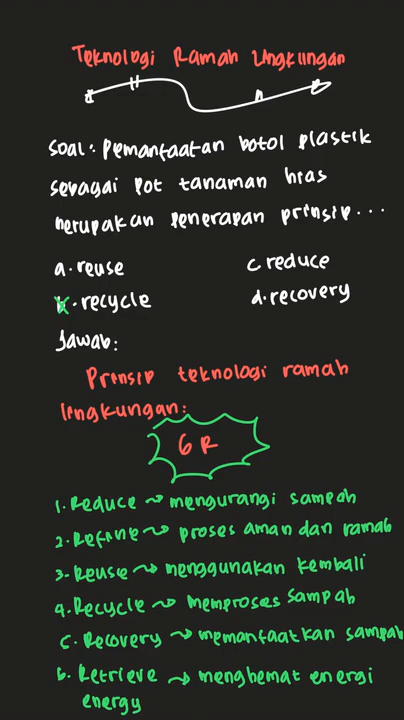 Teknologi Ramah Lingkungan
Soal: Pemanfaatan botol plastik
sebagai pot tanaman hias
merupakan penerapan prinsip...
a. reuse
c. reduce
b. recycle
d. recovery
Jawab:
Prinsip teknologi ramah
lingkungan:
6 R
1. Reduce ~> mengurangi sampah
2. Refine ~> proses aman dan ramah
3. Reuse ~> menggunakan kembali
4. Recycle ~> memproses sampah
5. Recovery ~> memanfaatkan sampah
6. Retrieve ~> menghemat energi
energy